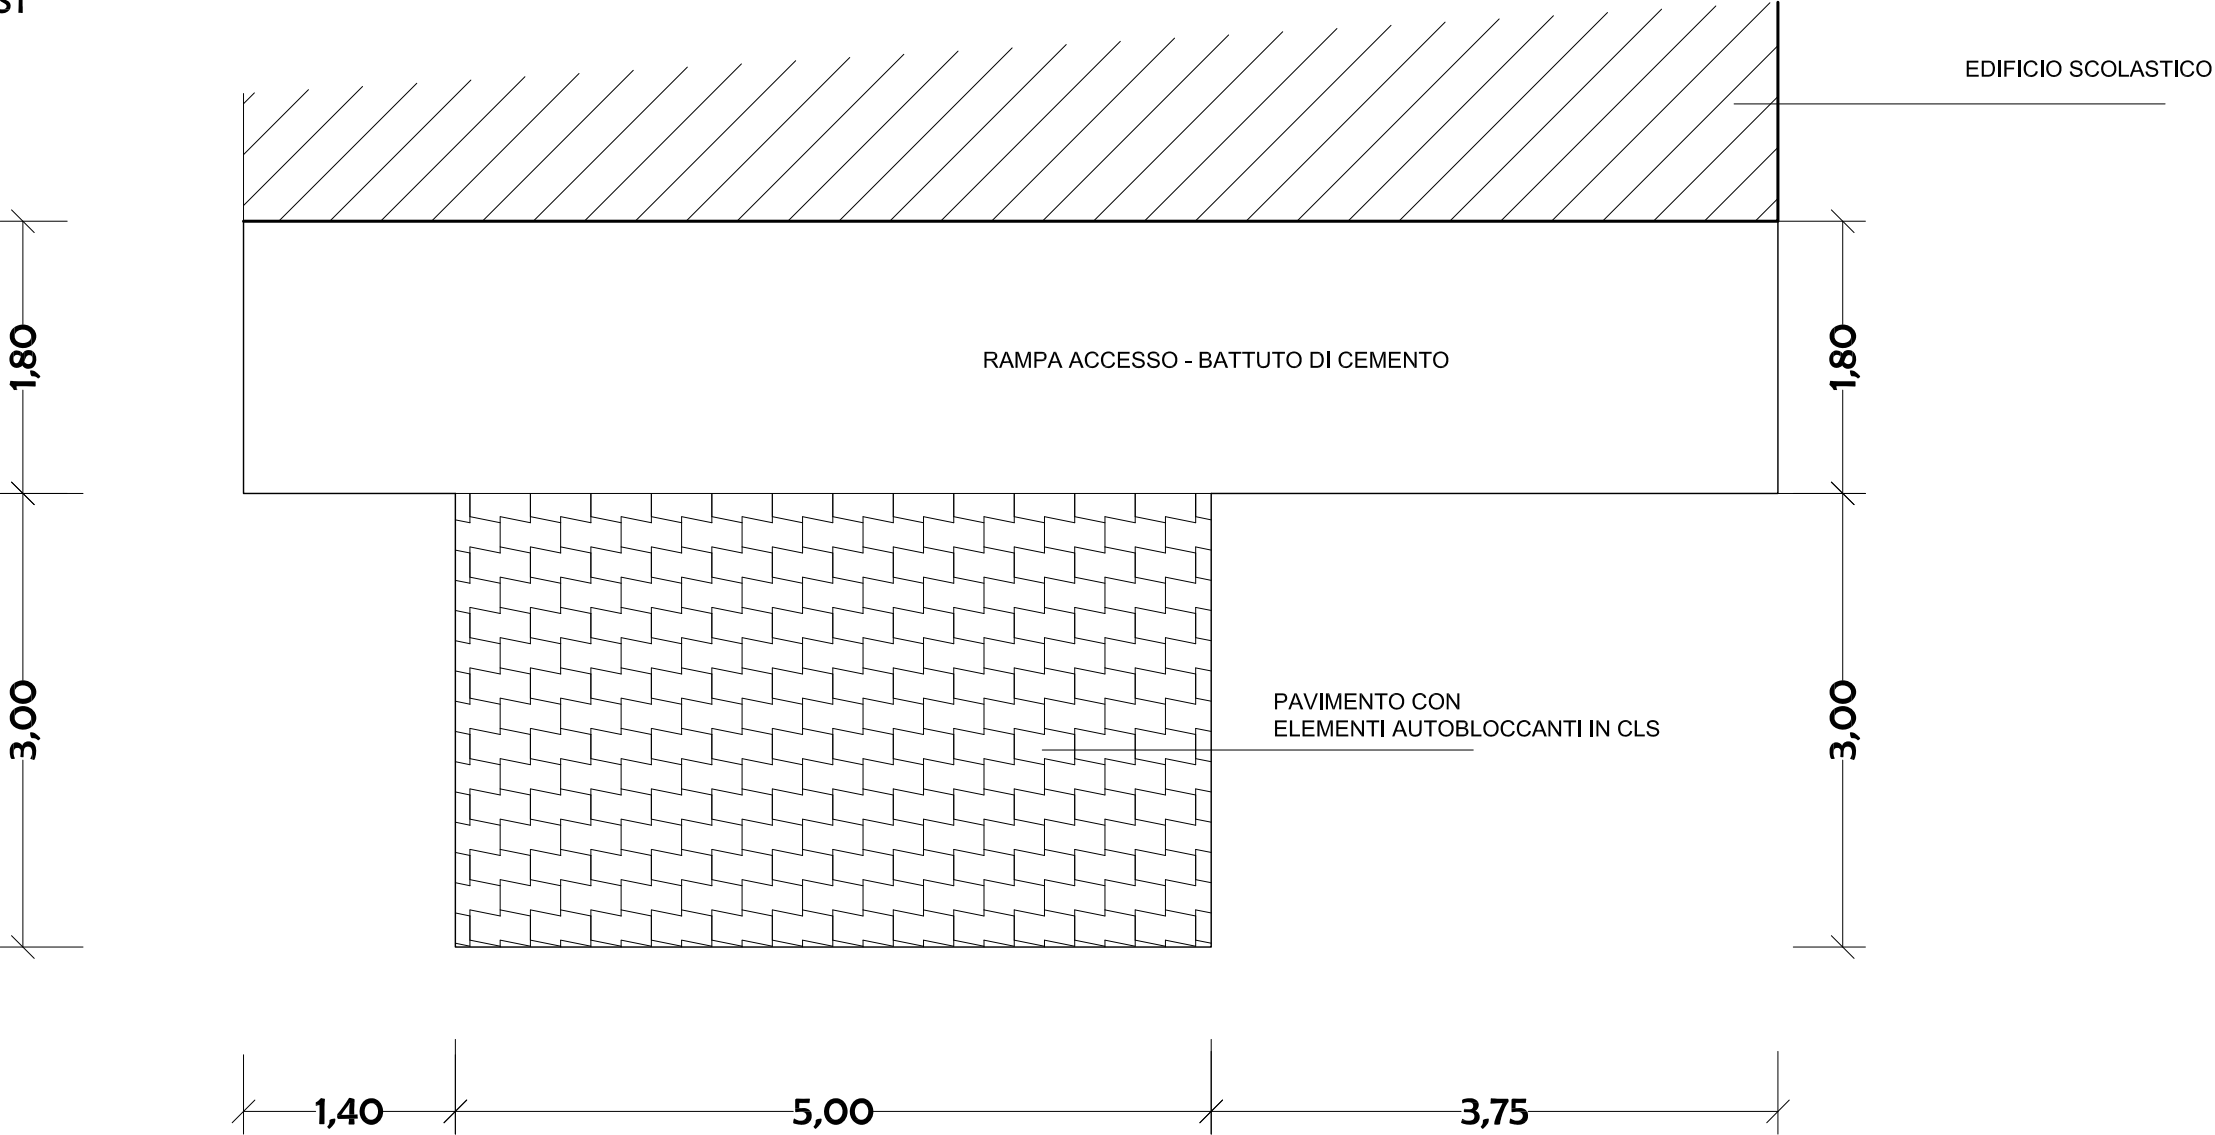 EDIFICIO SCOLASTICO
1,80
RAMPA ACCESSO - BATTUTO DI CEMENTO
1,80
3,00
PAVIMENTO CON
ELEMENTI AUTOBLOCCANTI IN CLS
3,00
1,40
5,00
3,75